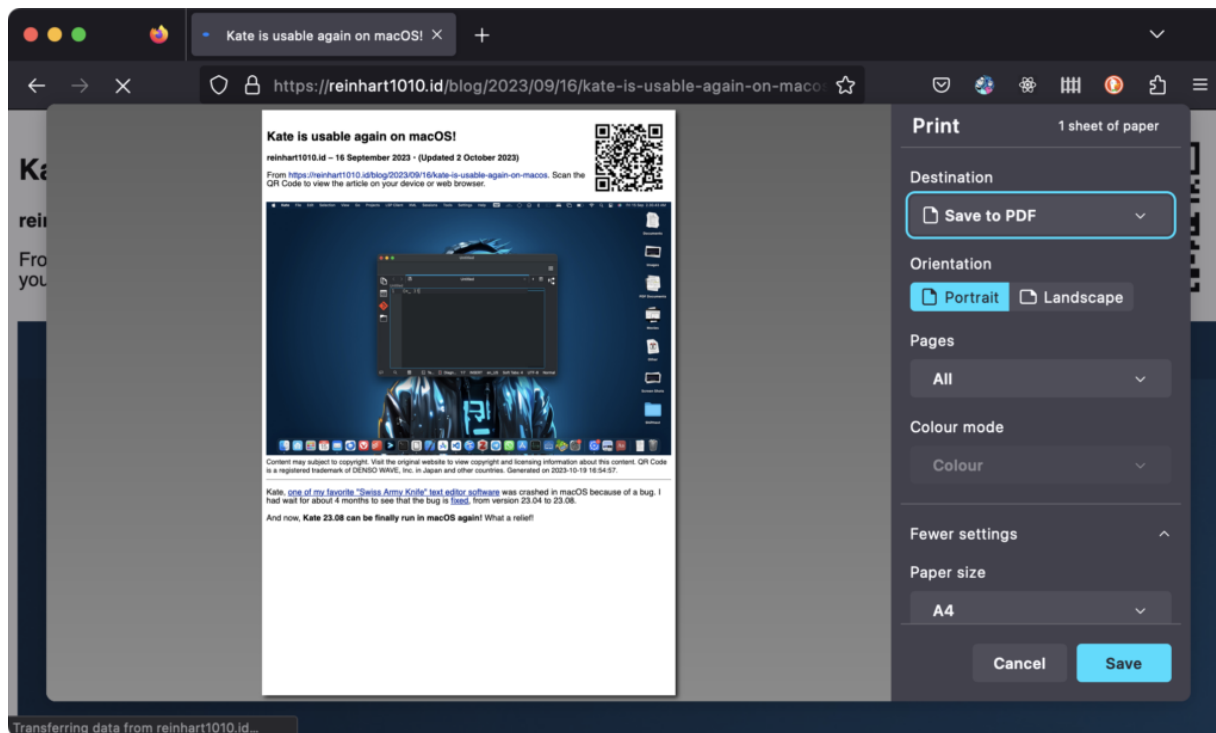 Kate is usable again on macOS!
https://reinhart1010.id/blog/2023/09/16/kate-is-usable-again-on-maco
Kate is usable again on macOS!
reinhart1010.id – 16 September 2023 • (Updated 2 October 2023)
From https://reinhart1010.id/blog/2023/09/16/kate-is-usable-again-on-macos. Scan the
QR Code to view the article on your device or web browser.
Content may subject to copyright. Visit the original website to view copyright and licensing information about this content. QR Code
is a registered trademark of DENSO WAVE, Inc. in Japan and other countries. Generated on 2023-10-19 16:54:57.
Kate, one of my favorite "Swiss Army Knife" text editor software was crashed in macOS because of a bug. I
had wait for about 4 months to see that the bug is fixed, from version 23.04 to 23.08.
And now, Kate 23.08 can be finally run in macOS again! What a relief!
Print
1 sheet of paper
Destination
Save to PDF
Orientation
Portrait
Landscape
Pages
All
Colour mode
Colour
Fewer settings
Paper size
A4
Cancel
Save
Ka
rei
Fro
you
Transferring data from reinhart1010.id...